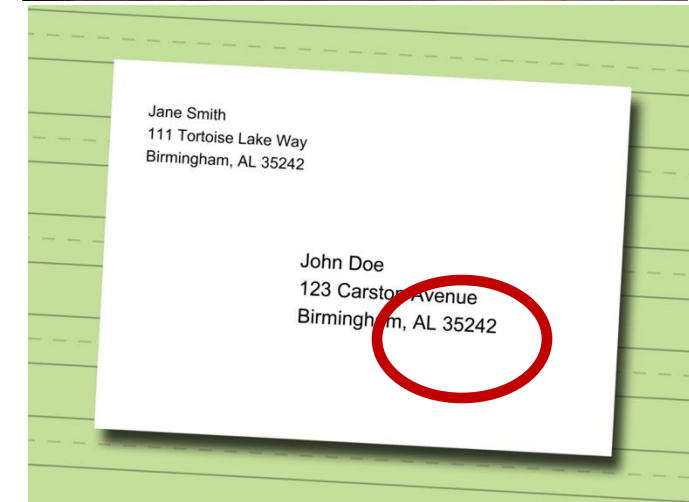 Jane Smith
111 Tortoise Lake Way
Birmingham, AL 35242
John Doe
123 Carston Avenue
Birmingham, AL 35242